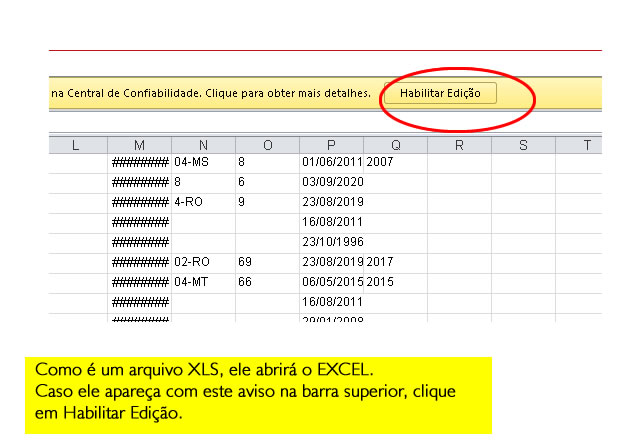 na Central de Confiabilidade. Clique para obter mais detalhes. Habilitar Edição
L M N O P Q R S T
######## 04-MS 8 01/06/2011 2007
######## 8 6 03/09/2020
######## 4-RO 9 23/08/2019
######## 16/08/2011
######## 23/10/1996
######## 02-RO 69 23/08/2019 2017
######## 04-MT 66 06/05/2015 2015
######## 16/08/2011
######## 29/01/2008
Como é um arquivo XLS, ele abrirá o EXCEL.
Caso ele apareça com este aviso na barra superior, clique
em Habilitar Edição.